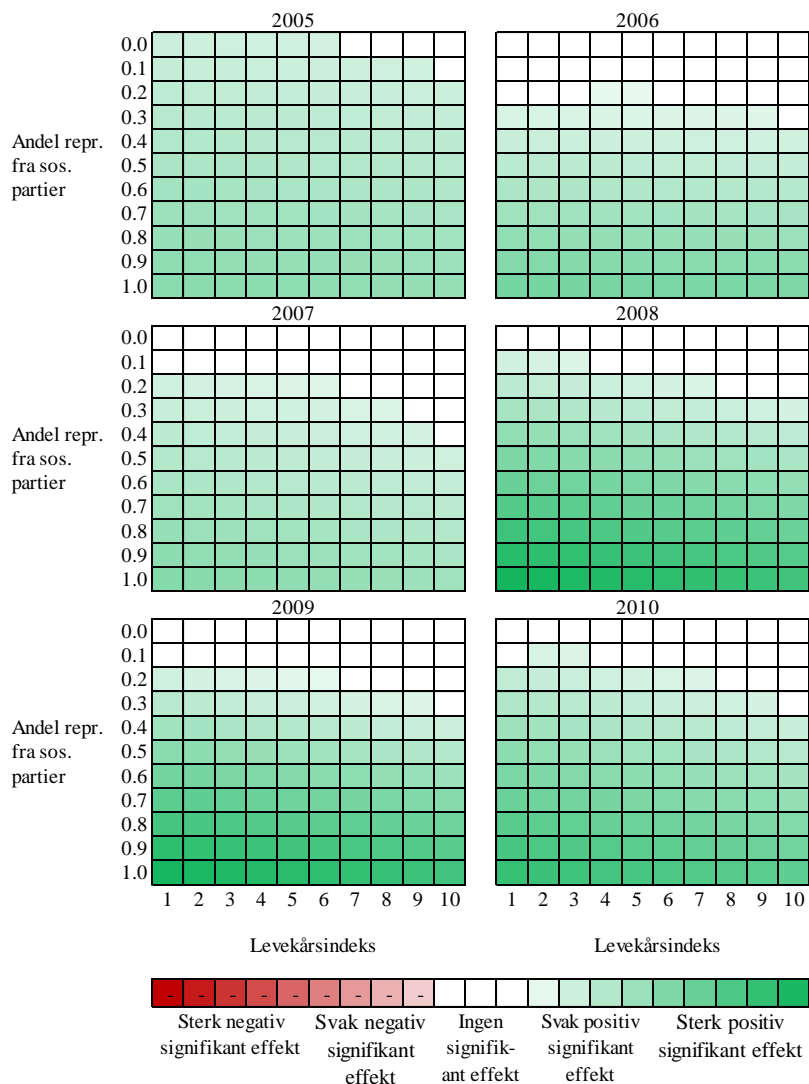 2005 2006
0.0
0.1
0.2
0.3
Andel repr. 0.4
fra sos. 0.5
partier 0.6
0.7
0.8
0.9
1.0
2007 2008
0.0
0.1
0.2
0.3
Andel repr. 0.4
fra sos. 0.5
partier 0.6
0.7
0.8
0.9
1.0
2009 2010
0.0
0.1
0.2
0.3
Andel repr. 0.4
fra sos. 0.5
partier 0.6
0.7
0.8
0.9
1.0
1 2 3 4 5 6 7 8 9 10 1 2 3 4 5 6 7 8 9 10
Levekårsindeks Levekårsindeks
- - - - - - - - -
Sterk negativ Svak negativ Ingen Svak positiv Sterk positiv
signifikant effekt signifikant signifik- signifikant signifikant effekt
effekt ant effekt effekt